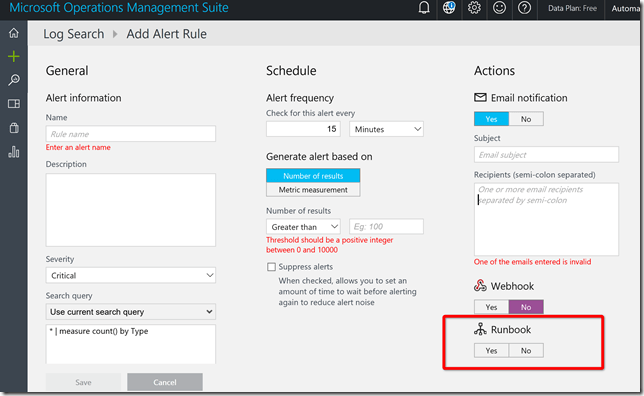 Microsoft Operations Management Suite
Data Plan: Free
Automa
Log Search
Add Alert Rule
General
Alert information
Name
Rule name
Enter an alert name
Description
Severity
Critical
Search query
Use current search query
* | measure count() by Type
Save
Cancel
Schedule
Alert frequency
Check for this alert every
15
Minutes
Generate alert based on
Number of results
Metric measurement
Number of results
Greater than
Eg: 100
Threshold should be a positive integer
between 0 and 10000
Suppress alerts
When checked, allows you to set an
amount of time to wait before alerting
again to reduce alert noise
Actions
Email notification
Yes
No
Subject
Email subject
Recipients (semi-colon separated)
One or more email recipients
separated by semi-colon
One of the emails entered is invalid
Webhook
Yes
No
Runbook
Yes
No